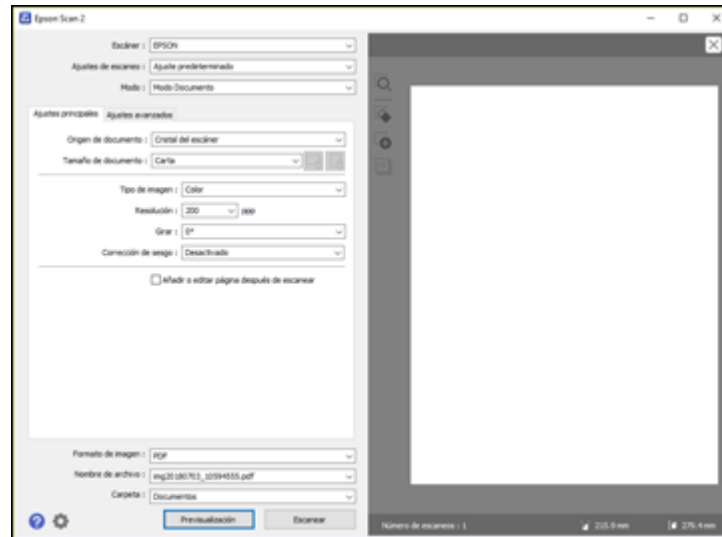 Epson Scan 2
Escáner : EPSON
Ajustes de escaneo : Ajuste predeterminado
Modo : Modo Documento
Ajustes principales Ajustes avanzados
Origen de documento : Cristal del escáner
Tamaño de documento : Carta
Tipo de imagen : Color
Resolución : 200 ppp
Girar : 0°
Corrección de sesgo : Desactivado
Añadir o editar página después de escanear
Formato de imagen : PDF
Nombre de archivo : img20180703_10594555.pdf
Carpeta : Documentos
Previsualización Escanear
Número de escaneos : 1 215.9 mm 279.4 mm